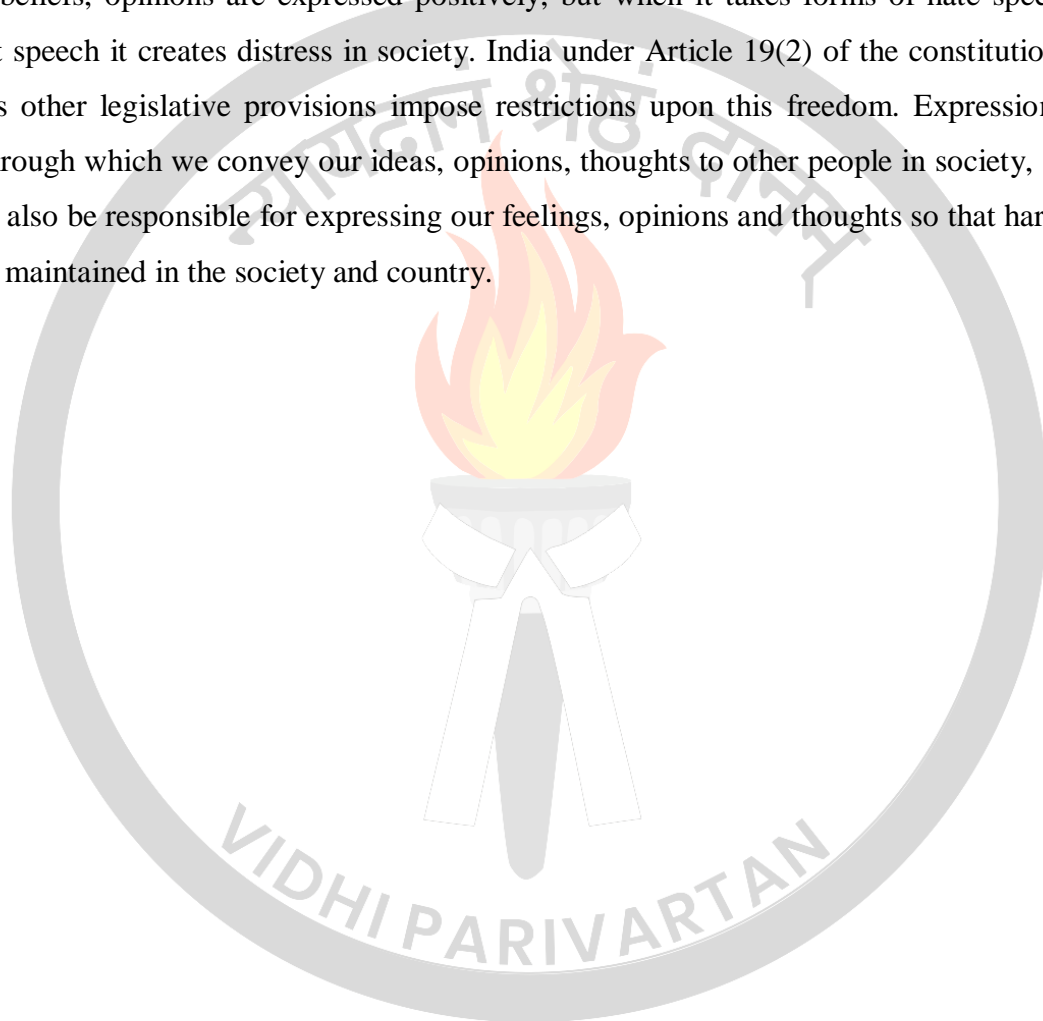 beliefs, opinions are expressed positively, but when it takes forms of hate spee
t speech it creates distress in society. India under Article 19(2) of the constitutio
s other legislative provisions impose restrictions upon this freedom. Expression
hrough which we convey our ideas, opinions, thoughts to other people in society,
also be responsible for expressing our feelings, opinions and thoughts so that har
maintained in the society and country.
न्यायदानं श्रेष्ठं दानम्
VIDHI PARIVARTAN